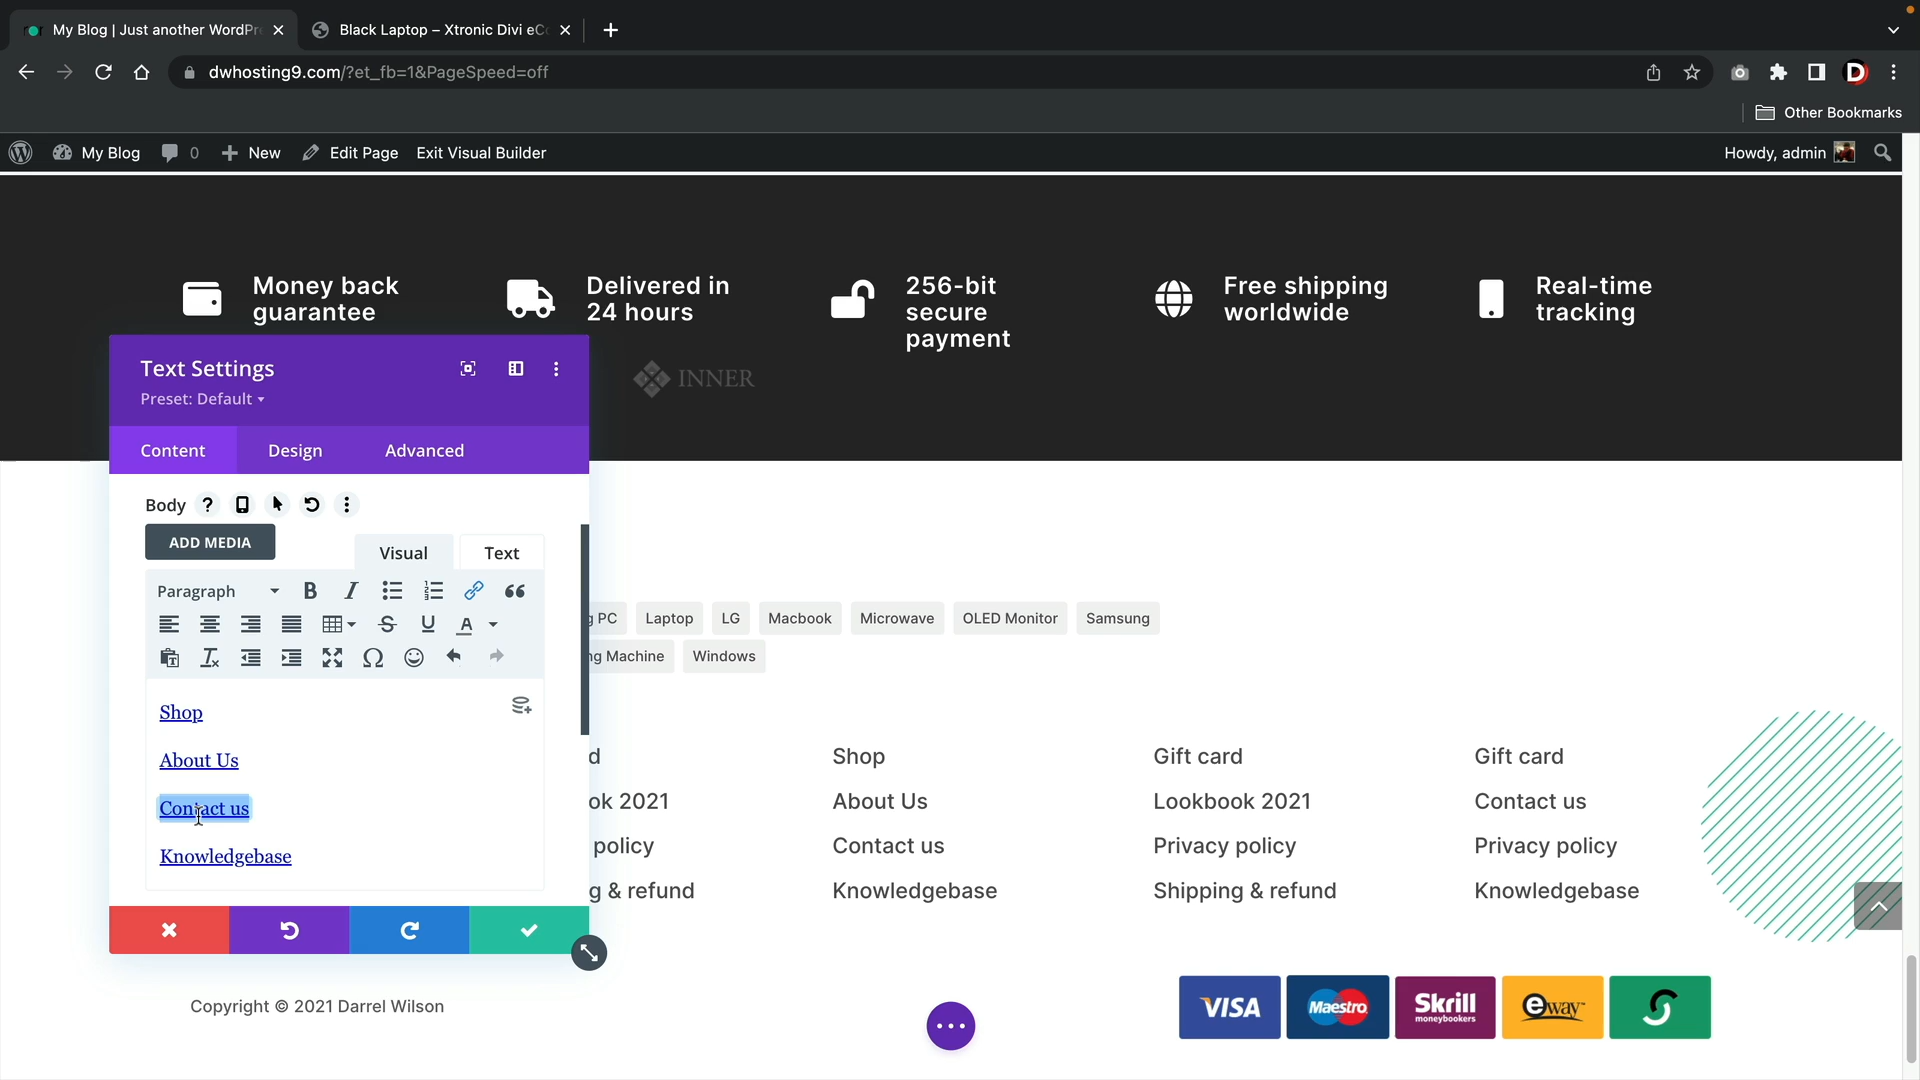 My Blog | Just another WordPr
Black Laptop – Xtronic Divi eCo
dwhosting9.com/?et_fb=1&PageSpeed=off
D
Other Bookmarks
My Blog
0
New
Edit Page
Exit Visual Builder
Howdy, admin
Money back
guarantee
Delivered in
24 hours
256-bit
secure
payment
Free shipping
worldwide
Real-time
tracking
INNER
Text Settings
Preset: Default
Content
Design
Advanced
Body
ADD MEDIA
Visual
Text
Paragraph
Shop
About Us
Contact us
Knowledgebase
g PC
Laptop
LG
Macbook
Microwave
OLED Monitor
Samsung
ng Machine
Windows
d
ok 2021
policy
g & refund
Shop
About Us
Contact us
Knowledgebase
Gift card
Lookbook 2021
Privacy policy
Shipping & refund
Gift card
Contact us
Privacy policy
Knowledgebase
Copyright © 2021 Darrel Wilson
VISA
Maestro
Skrill
moneybookers
eway